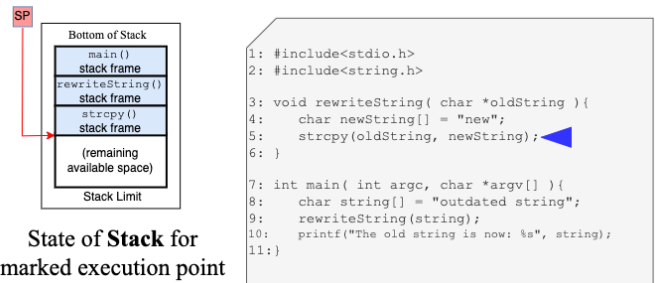 SP
Bottom of Stack
main()
stack frame
rewriteString()
stack frame
strcpy()
stack frame
(remaining
available space)
Stack Limit
State of Stack for
marked execution point
1: #include<stdio.h>
2: #include<string.h>
3: void rewriteString( char *oldString ){
4: char newString[] = "new";
5: strcpy(oldString, newString);
6: }
7: int main( int argc, char *argv[] ){
8: char string[] = "outdated string";
9: rewriteString(string);
10: printf("The old string is now: %s", string);
11:}